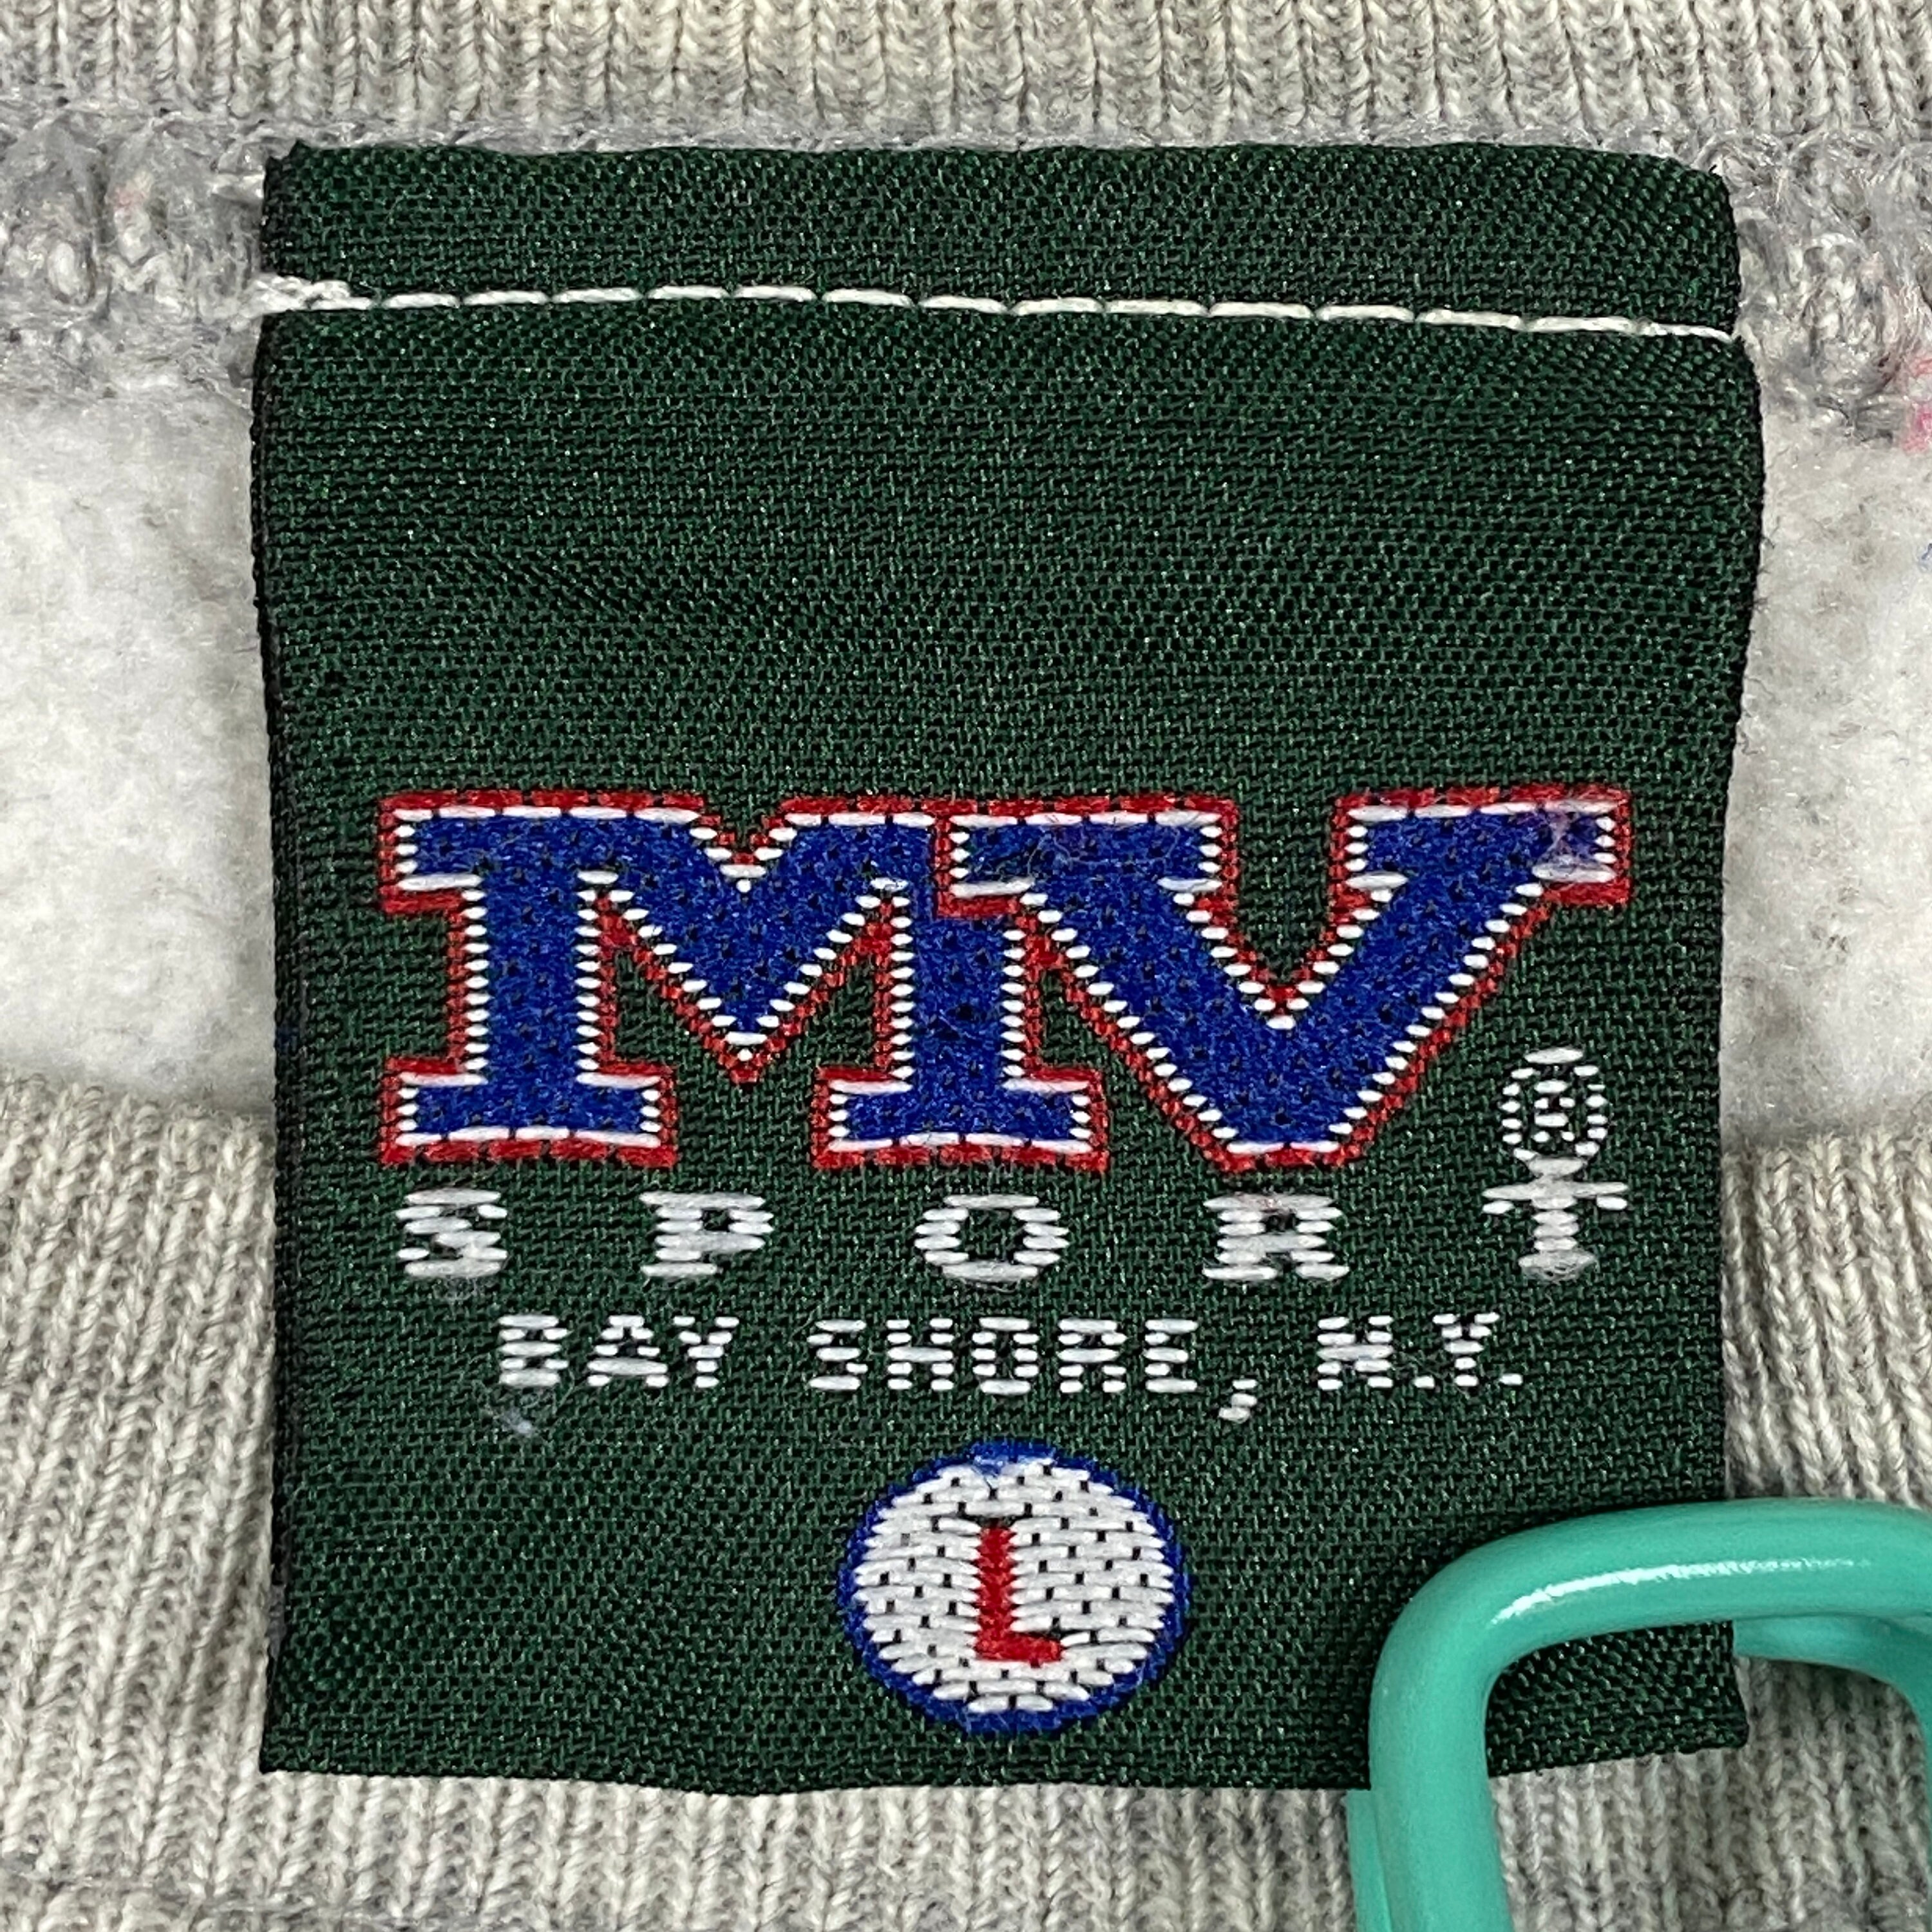 MV
SPORT®
BAY SHORE, N.Y.
L